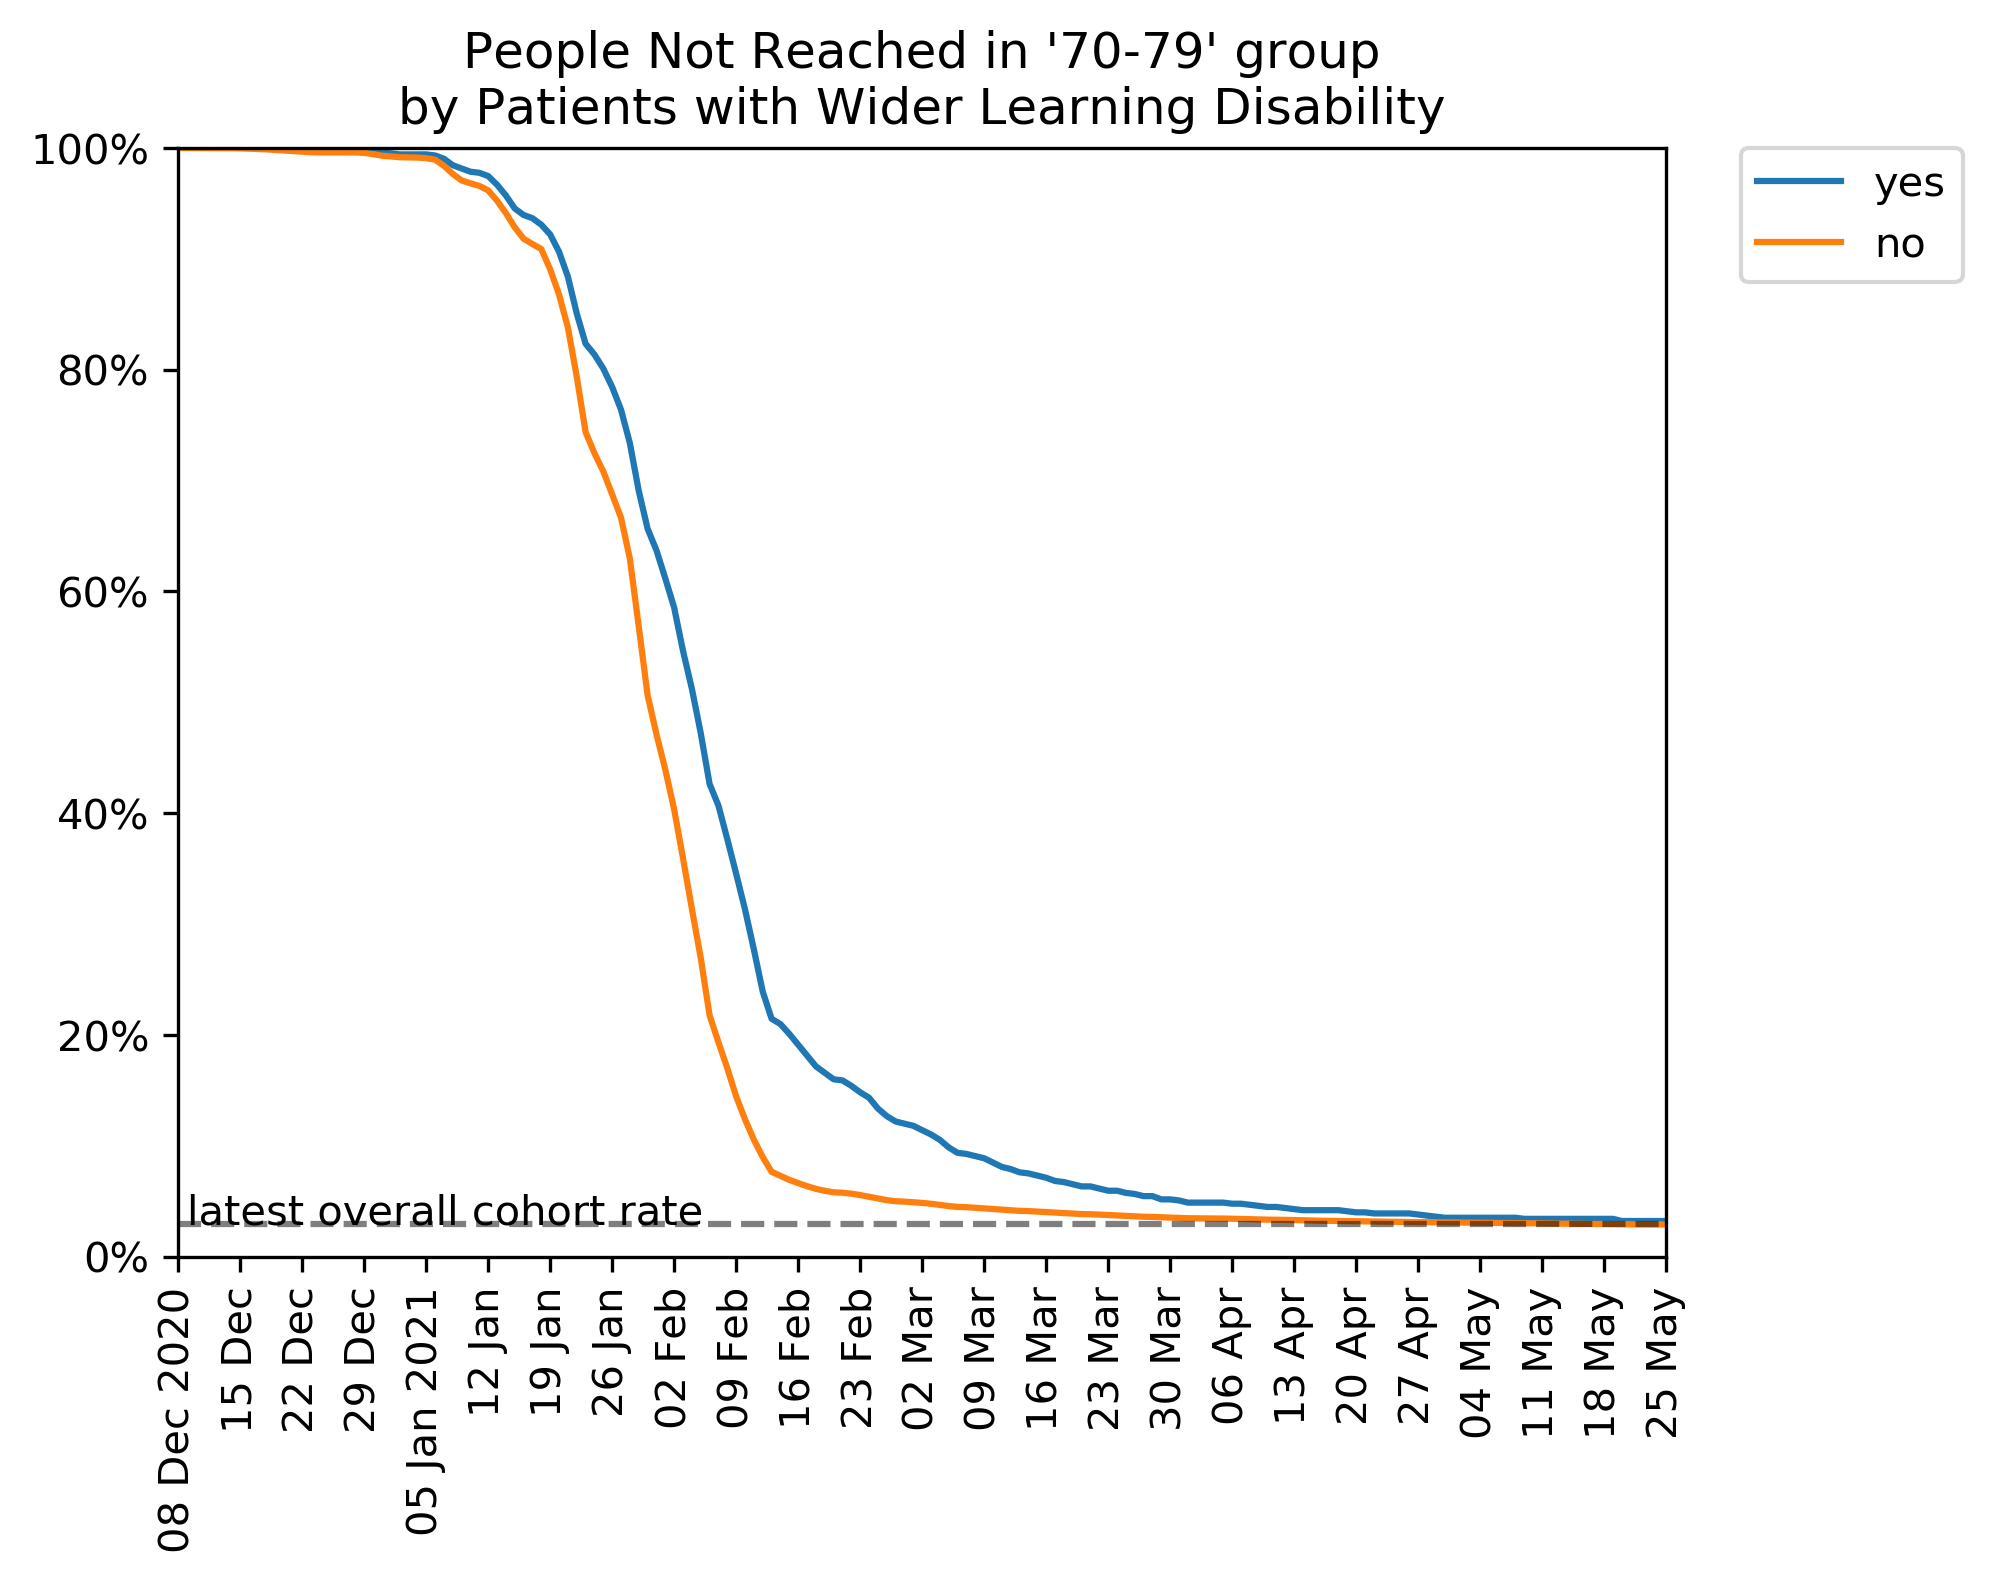 People Not Reached in '70-79' group
by Patients with Wider Learning Disability
100%
80%
60%
40%
20%
0%
yes
no
latest overall cohort rate
08 Dec 2020
15 Dec
22 Dec
29 Dec
05 Jan 2021
12 Jan
19 Jan
26 Jan
02 Feb
09 Feb
16 Feb
23 Feb
02 Mar
09 Mar
16 Mar
23 Mar
30 Mar
06 Apr
13 Apr
20 Apr
27 Apr
04 May
11 May
18 May
25 May